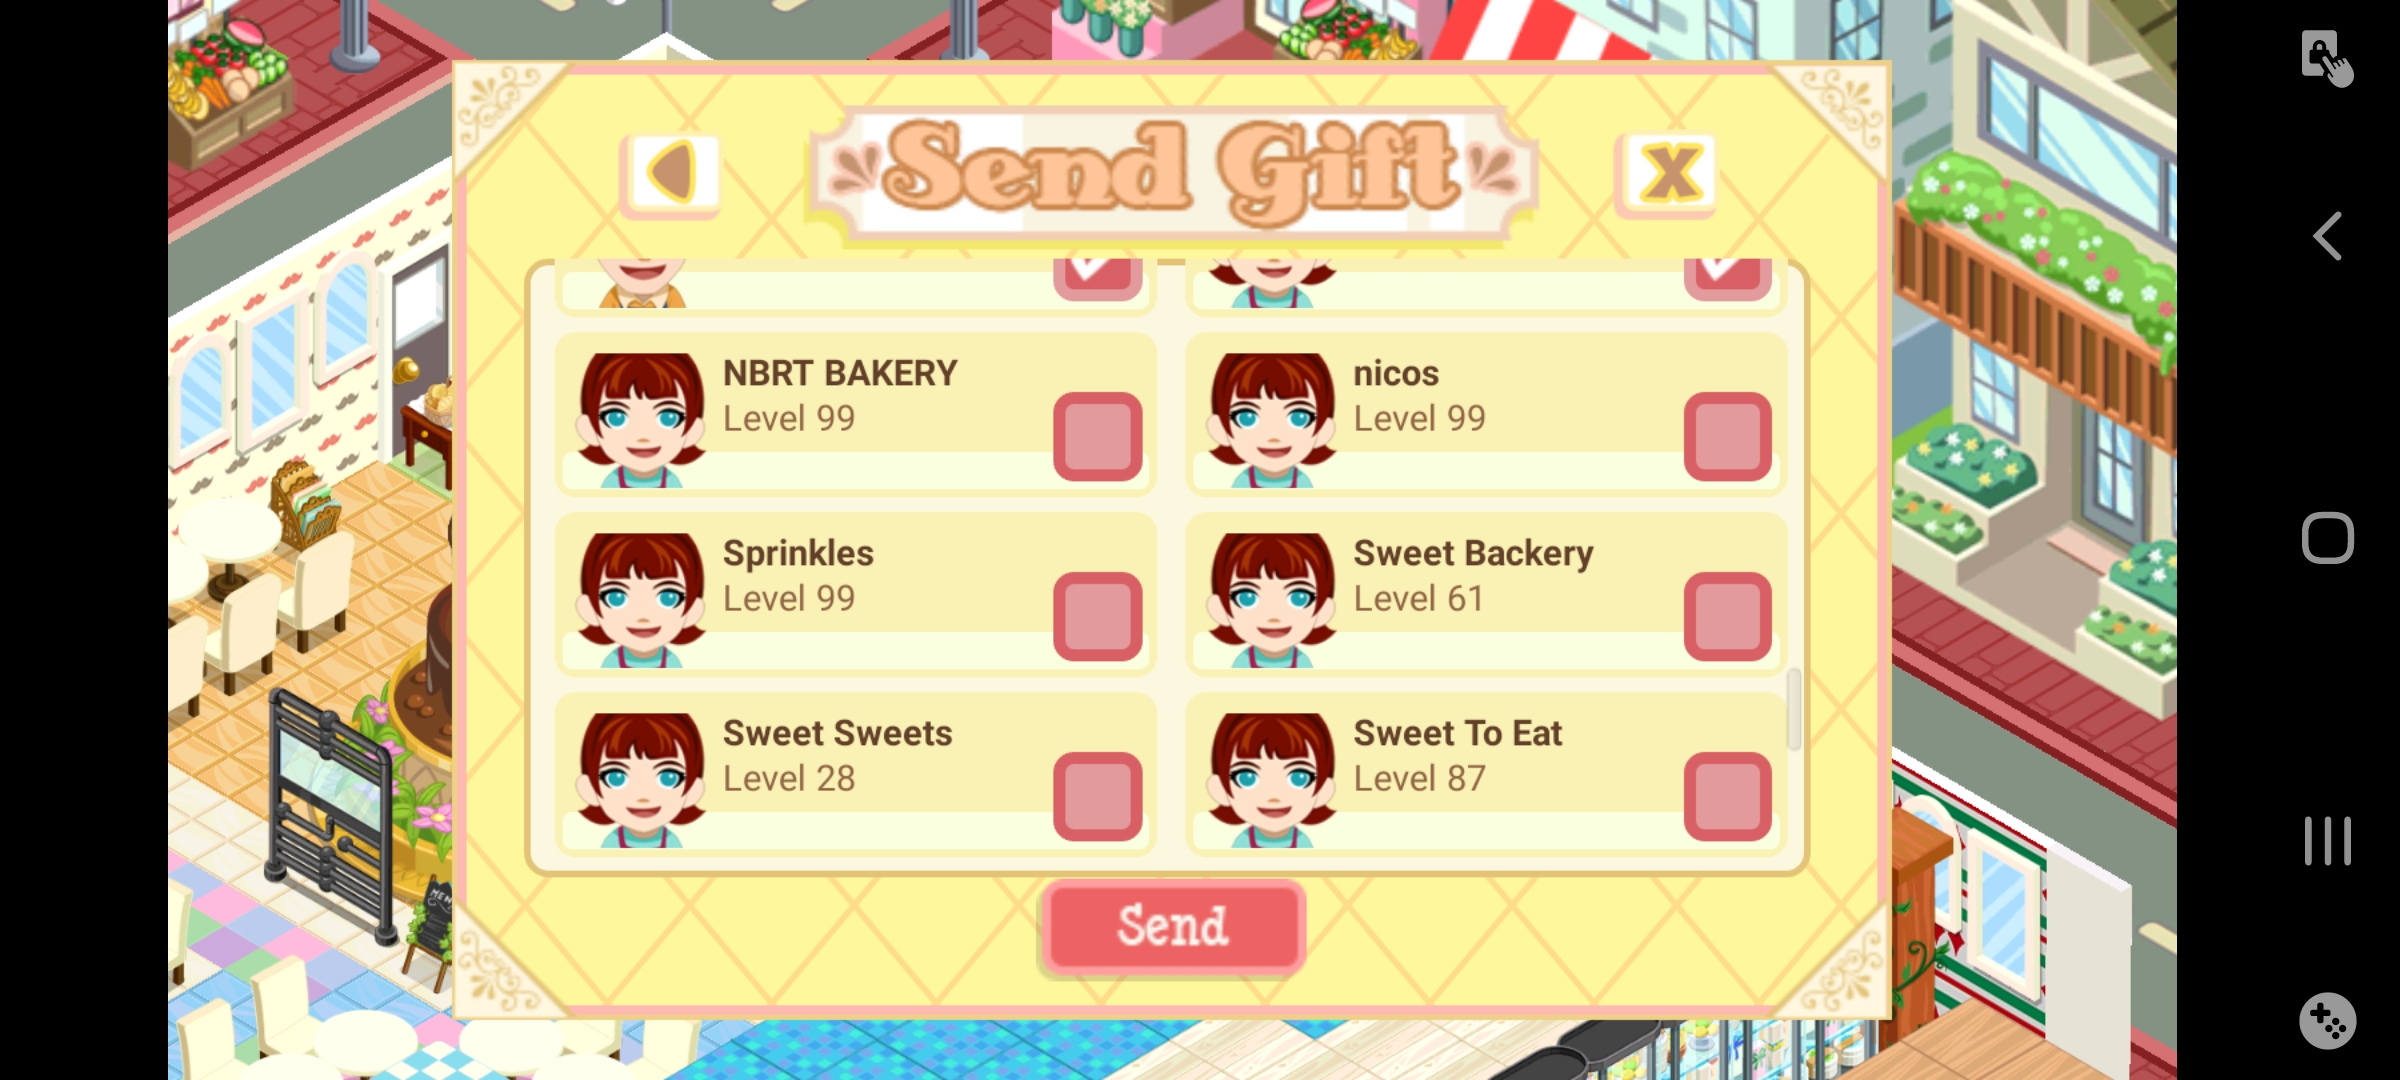 Send Gift
X
NBRT BAKERY
Level 99
nicos
Level 99
Sprinkles
Level 99
Sweet Backery
Level 61
Sweet Sweets
Level 28
Sweet To Eat
Level 87
Send
MENU